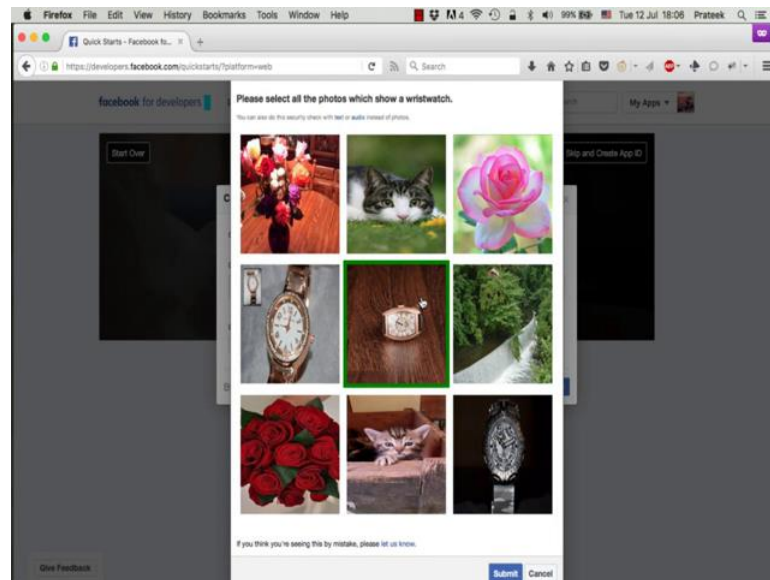 Firefox File Edit View History Bookmarks Tools Window Help 4 99% Tue 12 Jul 18:06 Prateek
Quick Starts - Facebook fo...
https://developers.facebook.com/quickstarts/?platform=web Search
facebook for developers My Apps
Please select all the photos which show a wristwatch.
You can also do this security check with text or audio instead of photos.
Start Over Skip and Create App ID
If you think you're seeing this by mistake, please let us know.
Submit Cancel
Give Feedback